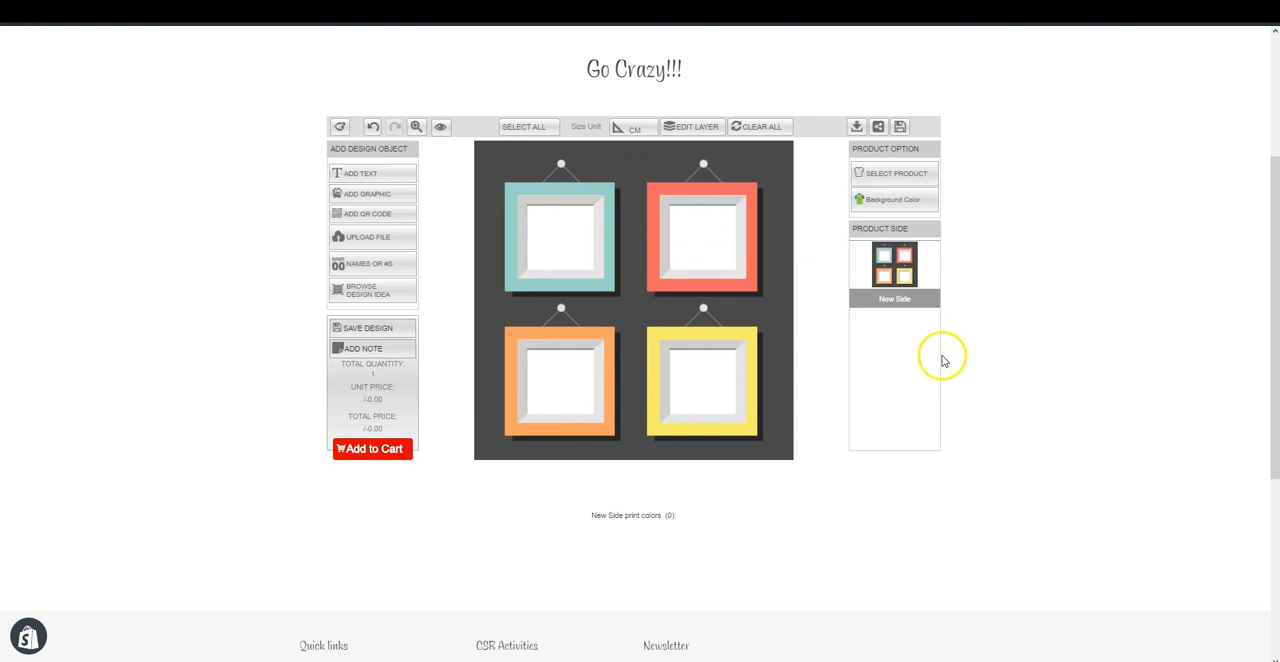 Go Crazy!!!
SELECT ALL
Size Unit
CM
EDIT LAYER
CLEAR ALL
ADD DESIGN OBJECT
ADD TEXT
ADD GRAPHIC
ADD QR CODE
UPLOAD FILE
NAME
00
NAMES OR #S
BROWSE
DESIGN IDEA
SAVE DESIGN
ADD NOTE
TOTAL QUANTITY:
1
UNIT PRICE:
/-0.00
TOTAL PRICE:
/-0.00
Add to Cart
PRODUCT OPTION
SELECT PRODUCT
Background Color
PRODUCT SIDE
New Side
New Side print colors (0):
Quick links
CSR Activities
Newsletter